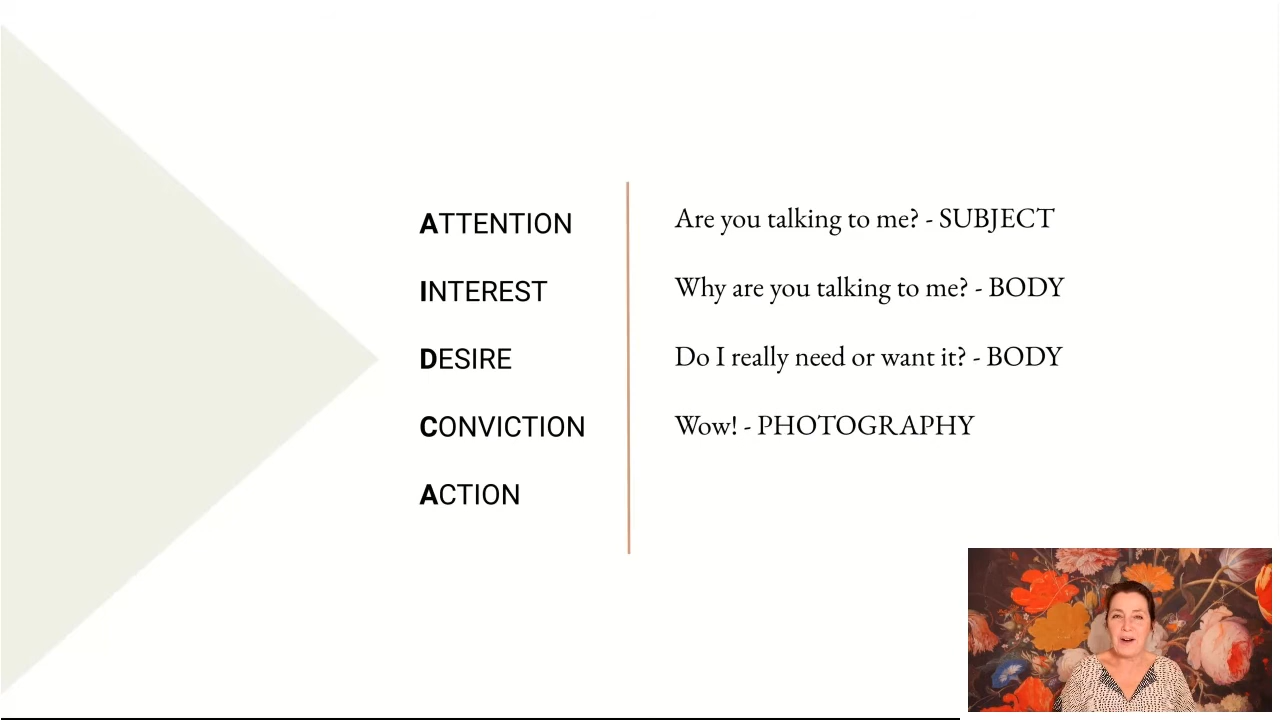 ATTENTION
Are you talking to me? - SUBJECT
INTEREST
Why are you talking to me? - BODY
DESIRE
Do I really need or want it? - BODY
CONVICTION
Wow! - PHOTOGRAPHY
ACTION